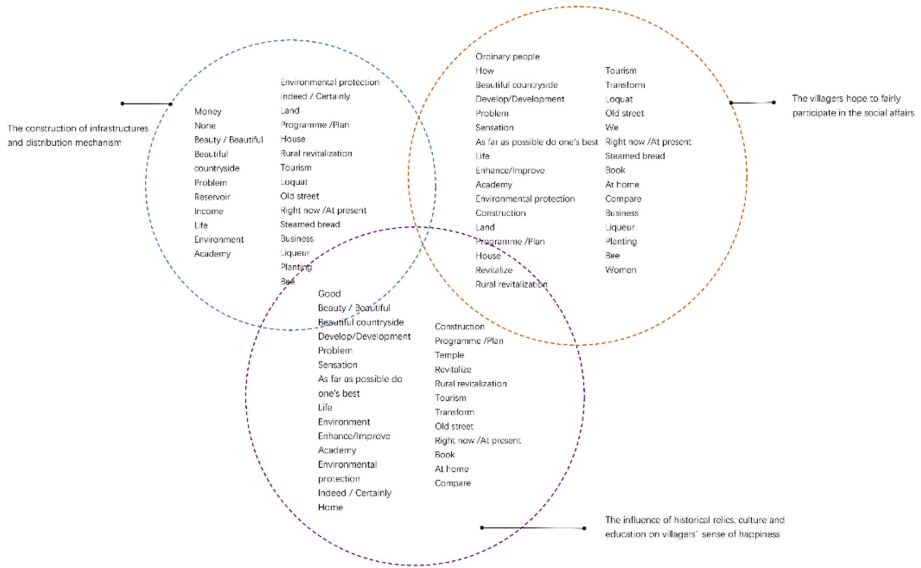 The construction of infrastructures
and distribution mechanism
Money
None
Beauty / Beautiful
Beautiful
countryside
Problem
Reservoir
Income
Life
Environment
Academy
Environmental protection
Indeed / Certainly
Land
Programme /Plan
House
Rural revitalization
Tourism
Loquat
Old street
Right now /At present
Steamed bread
Business
Liqueur
Planting
Bee
Ordinary people
How
Beautiful countryside
Develop/Development
Problem
Sensation
As far as possible do one's best
Life
Enhance/Improve
Academy
Environmental protection
Construction
Land
Programme /Plan
House
Revitalize
Rural revitalization
Tourism
Transform
Loquat
Old street
We
Right now /At present
Steamed bread
Book
At home
Compare
Business
Liqueur
Planting
Bee
Women
The villagers hope to fairly
participate in the social affairs
Good
Beauty / Beautiful
Beautiful countryside
Develop/Development
Problem
Sensation
As far as possible do
one's best
Life
Environment
Enhance/Improve
Academy
Environmental
protection
Indeed / Certainly
Home
Construction
Programme /Plan
Temple
Revitalize
Rural revitalization
Tourism
Transform
Old street
Right now /At present
Book
At home
Compare
The influence of historical relics, culture and
education on villagers' sense of happiness